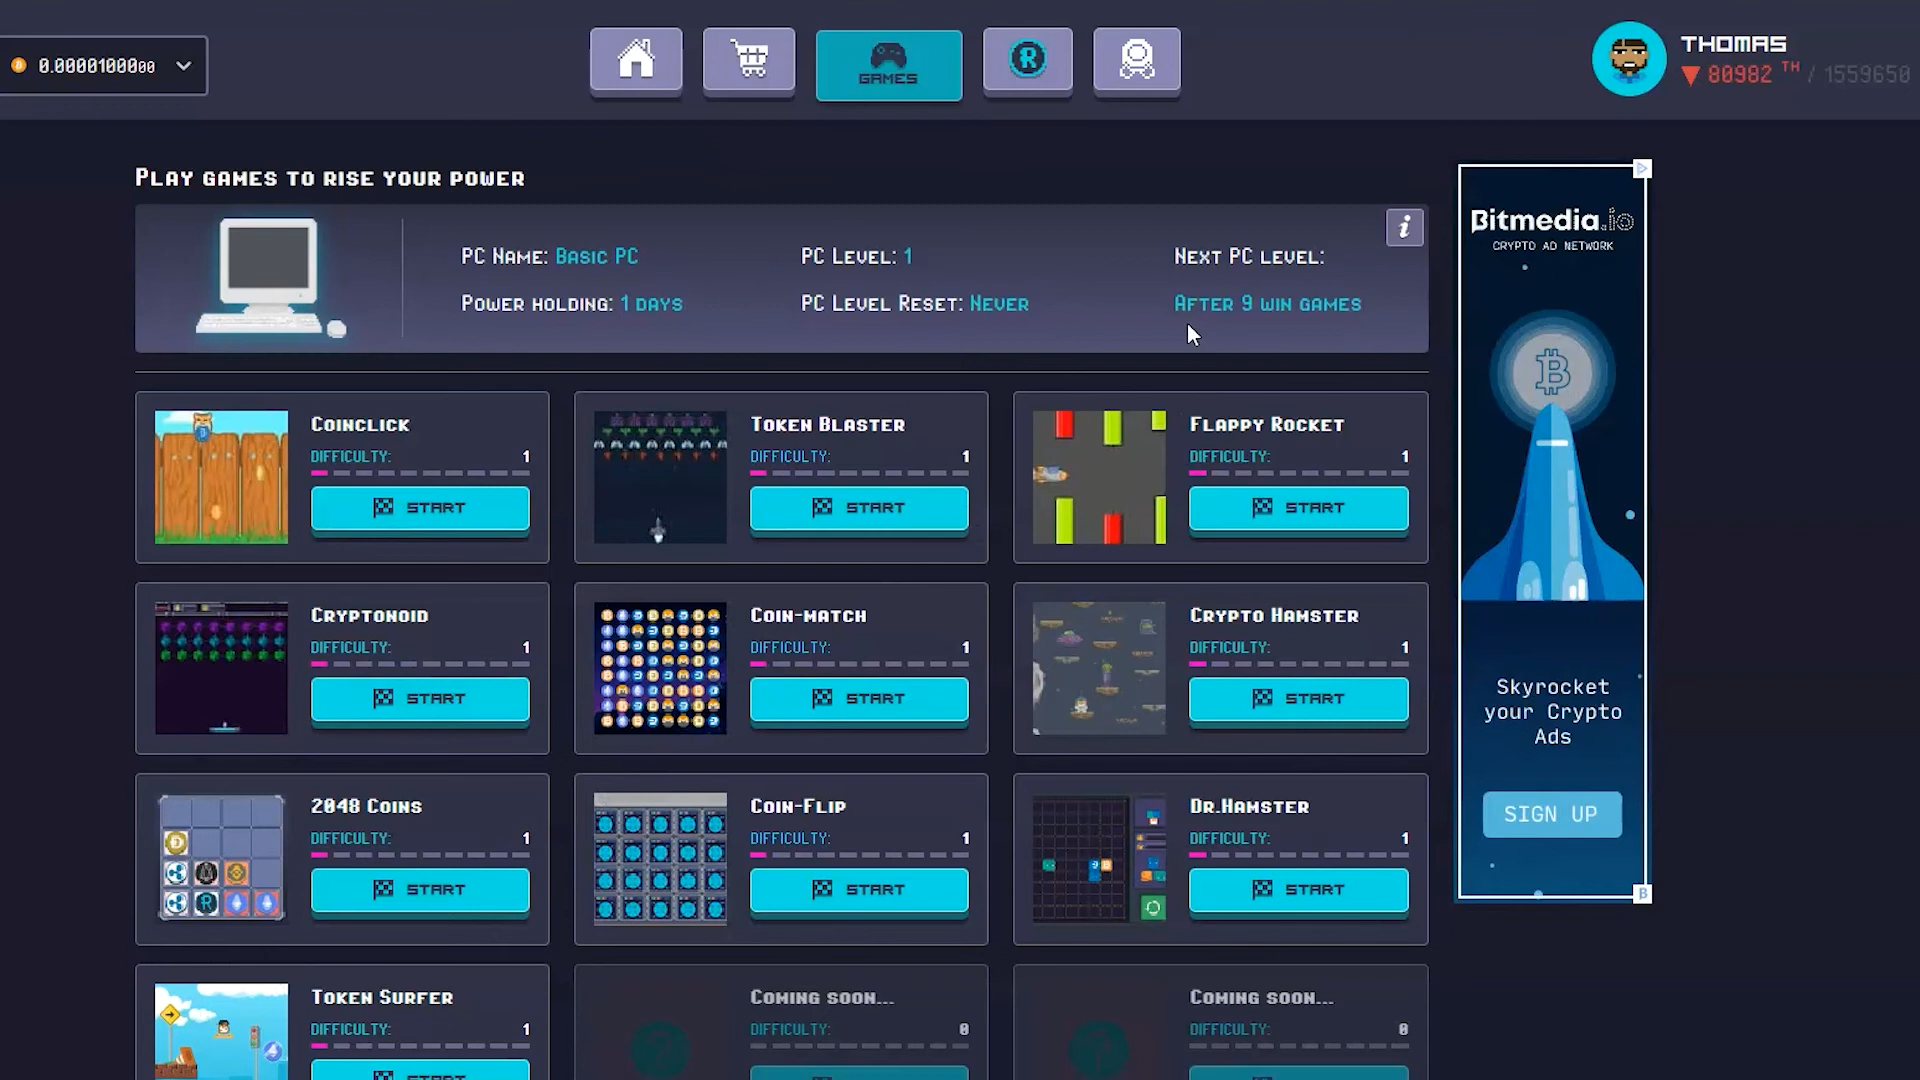 0.0000100000
GAMES
THOMAS
80982 TH / 1559650
PLAY GAMES TO RISE YOUR POWER
PC NAME: BASIC PC
PC LEVEL: 1
NEXT PC LEVEL:
POWER HOLDING: 1 DAYS
PC LEVEL RESET: NEVER
AFTER 9 WIN GAMES
i
COINCLICK
DIFFICULTY: 1
START
TOKEN BLASTER
DIFFICULTY: 1
START
FLAPPY ROCKET
DIFFICULTY: 1
START
CRYPTONOID
DIFFICULTY: 1
START
COIN-MATCH
DIFFICULTY: 1
START
CRYPTO HAMSTER
DIFFICULTY: 1
START
2048 COINS
DIFFICULTY: 1
START
COIN-FLIP
DIFFICULTY: 1
START
DR.HAMSTER
DIFFICULTY: 1
START
TOKEN SURFER
DIFFICULTY: 1
START
COMING SOON...
DIFFICULTY: 0
COMING SOON...
DIFFICULTY: 0
Bitmedia.io
CRYPTO AD NETWORK
Skyrocket
your Crypto
Ads
SIGN UP